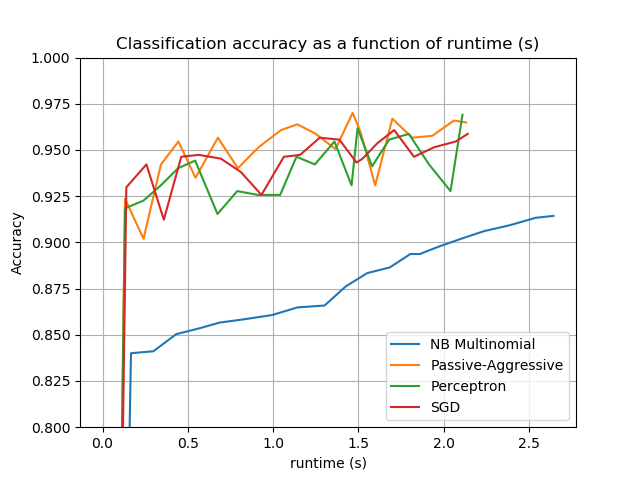 Classification accuracy as a function of runtime (s)
1.000
0.975
0.950
0.925
0.900
0.875
0.850
0.825
0.800
Accuracy
NB Multinomial
Passive-Aggressive
Perceptron
SGD
0.0 0.5 1.0 1.5 2.0 2.5
runtime (s)